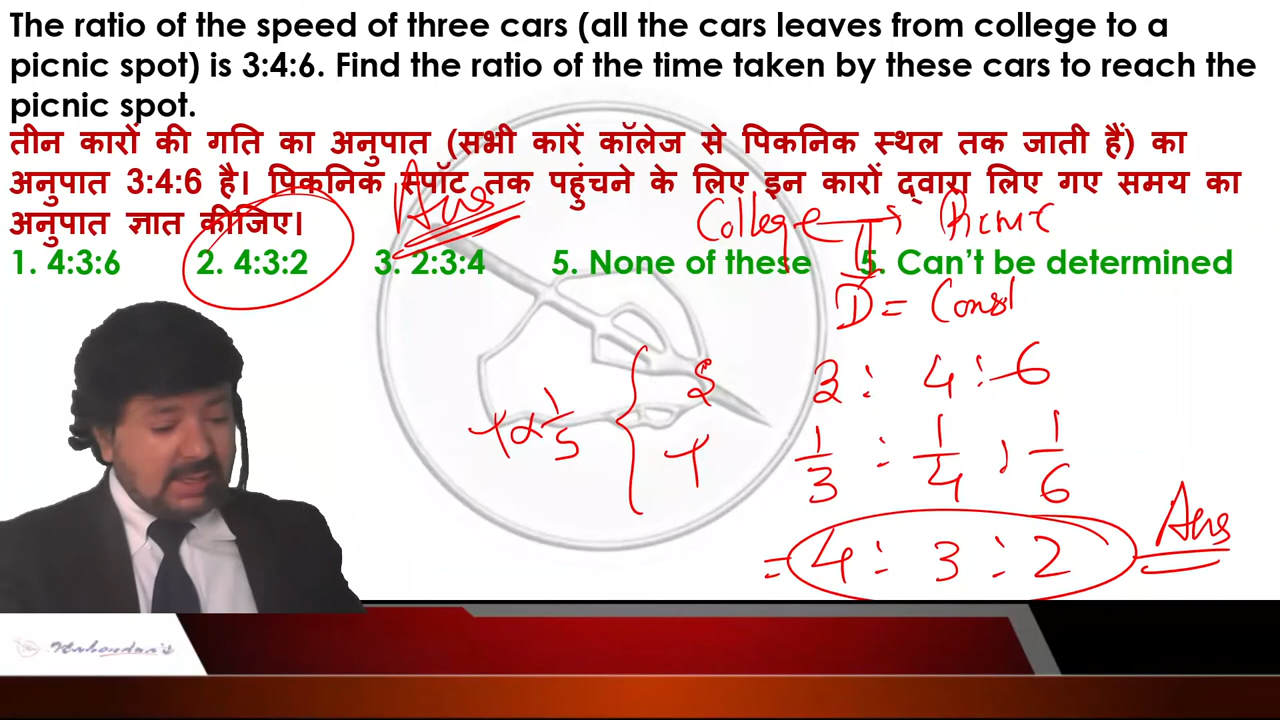 The ratio of the speed of three cars (all the cars leaves from college to a
picnic spot) is 3:4:6. Find the ratio of the time taken by these cars to reach the
picnic spot.
तीन कारों की गति का अनुपात (सभी कारें कॉलेज से पिकनिक स्थल तक जाती हैं) का
अनुपात 3:4:6 है। पिकनिक स्पॉट तक पहुंचने के लिए इन कारों द्वारा लिए गए समय का
अनुपात ज्ञात कीजिए।
Ans
College → Picnic
1. 4:3:6 2. 4:3:2 3. 2:3:4 5. None of these 5. Can't be determined
D = Const
3 : 4 : 6
S
T
T ∝ 1/S
1/3 : 1/4 : 1/6
= 4 : 3 : 2
Ans